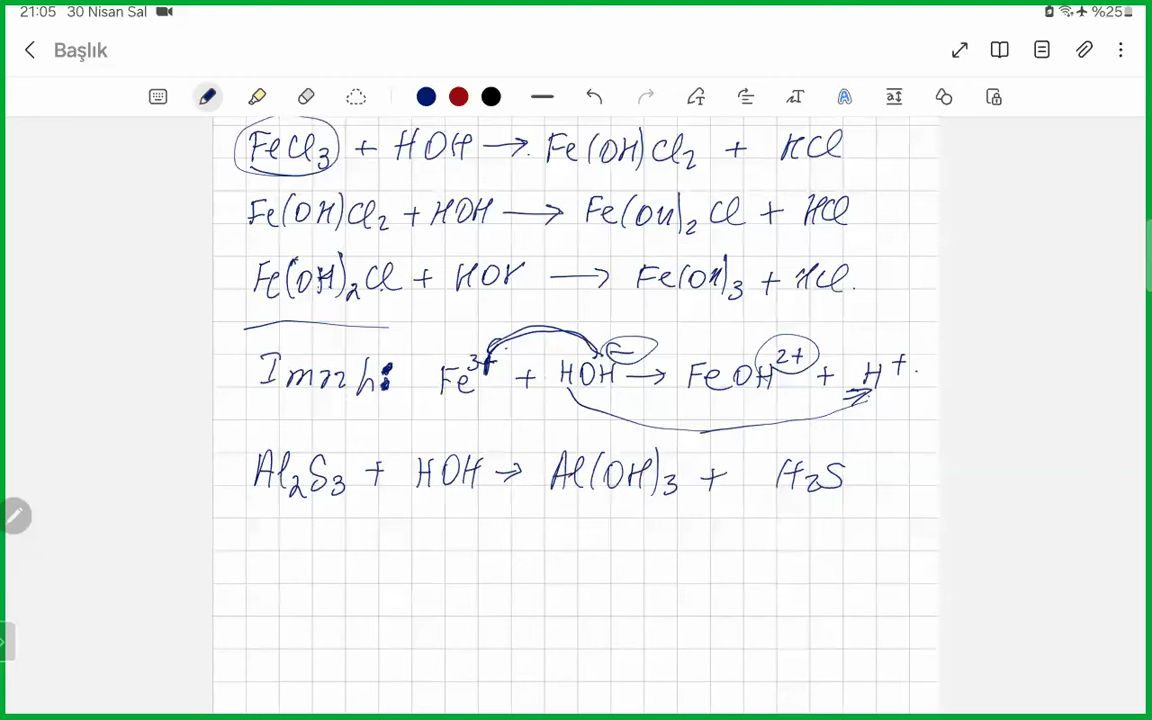 21:05 30 Nisan Sal %25
Başlık
FeCl3 + HOH → Fe(OH)Cl2 + HCl
Fe(OH)Cl2 + HOH → Fe(OH)2Cl + HCl
Fe(OH)2Cl + HOH → Fe(OH)3 + HCl.
Fe3+ + HOH− → FeOH2+ + H+.
Al2S3 + HOH → Al(OH)3 + H2S